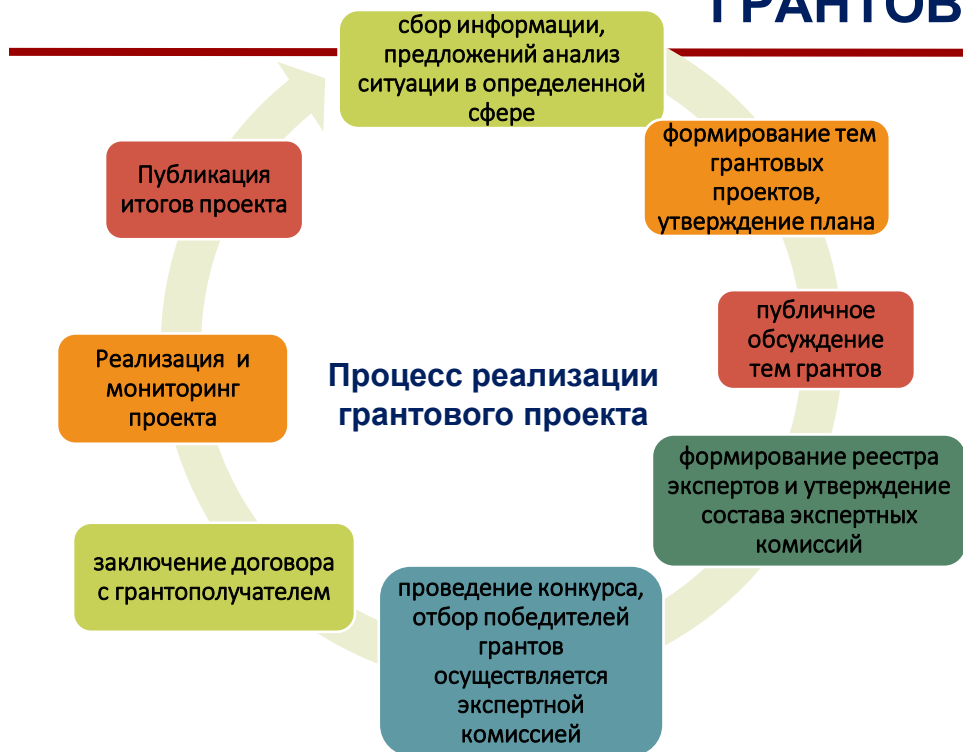 ГРАНТОВ
сбор информации,
предложений анализ
ситуации в определенной
сфере
формирование тем
грантовых
проектов,
утверждение плана
публичное
обсуждение
тем грантов
формирование реестра
экспертов и утверждение
состава экспертных
комиссий
проведение конкурса,
отбор победителей
грантов
осуществляется
экспертной
комиссией
заключение договора
с грантополучателем
Реализация и
мониторинг
проекта
Публикация
итогов проекта
Процесс реализации
грантового проекта